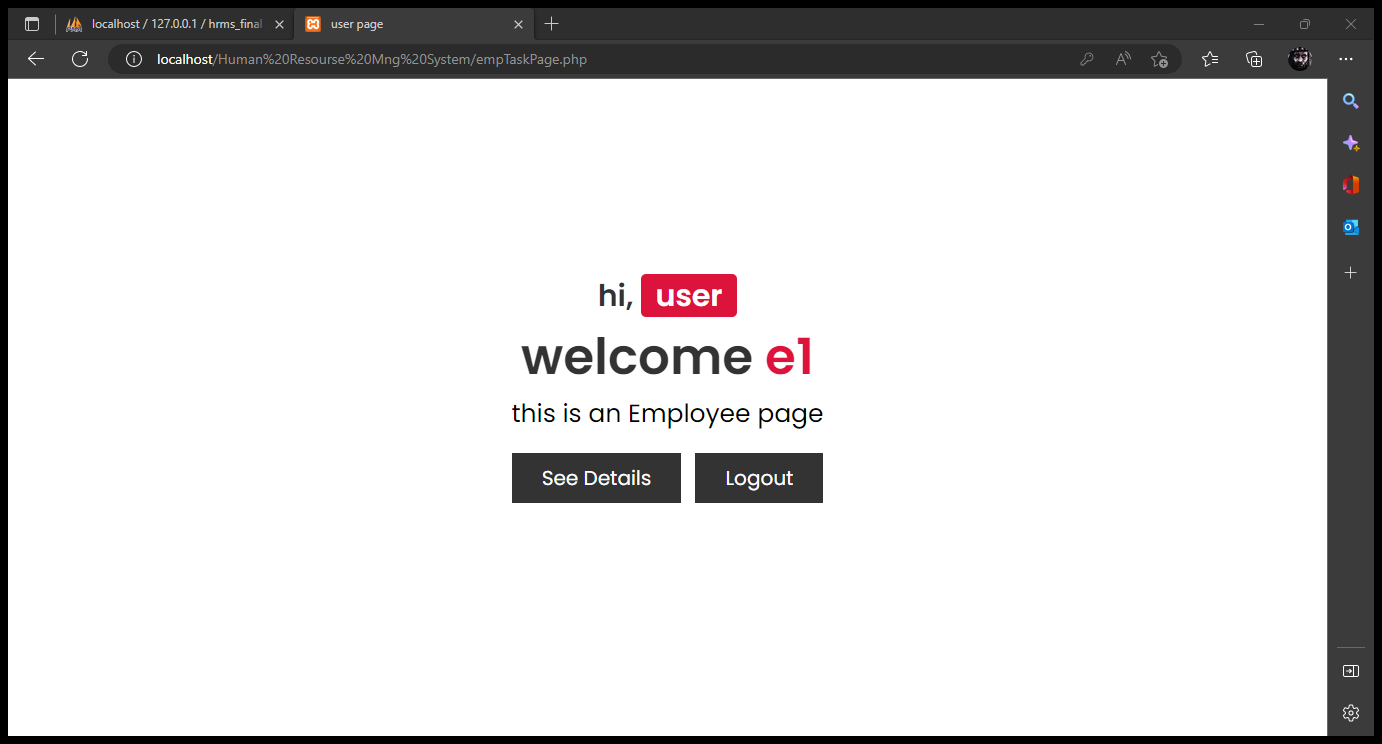 localhost / 127.0.0.1 / hrms_final
user page
localhost/Human%20Resourse%20Mng%20System/empTaskPage.php
hi, user
welcome e1
this is an Employee page
See Details
Logout